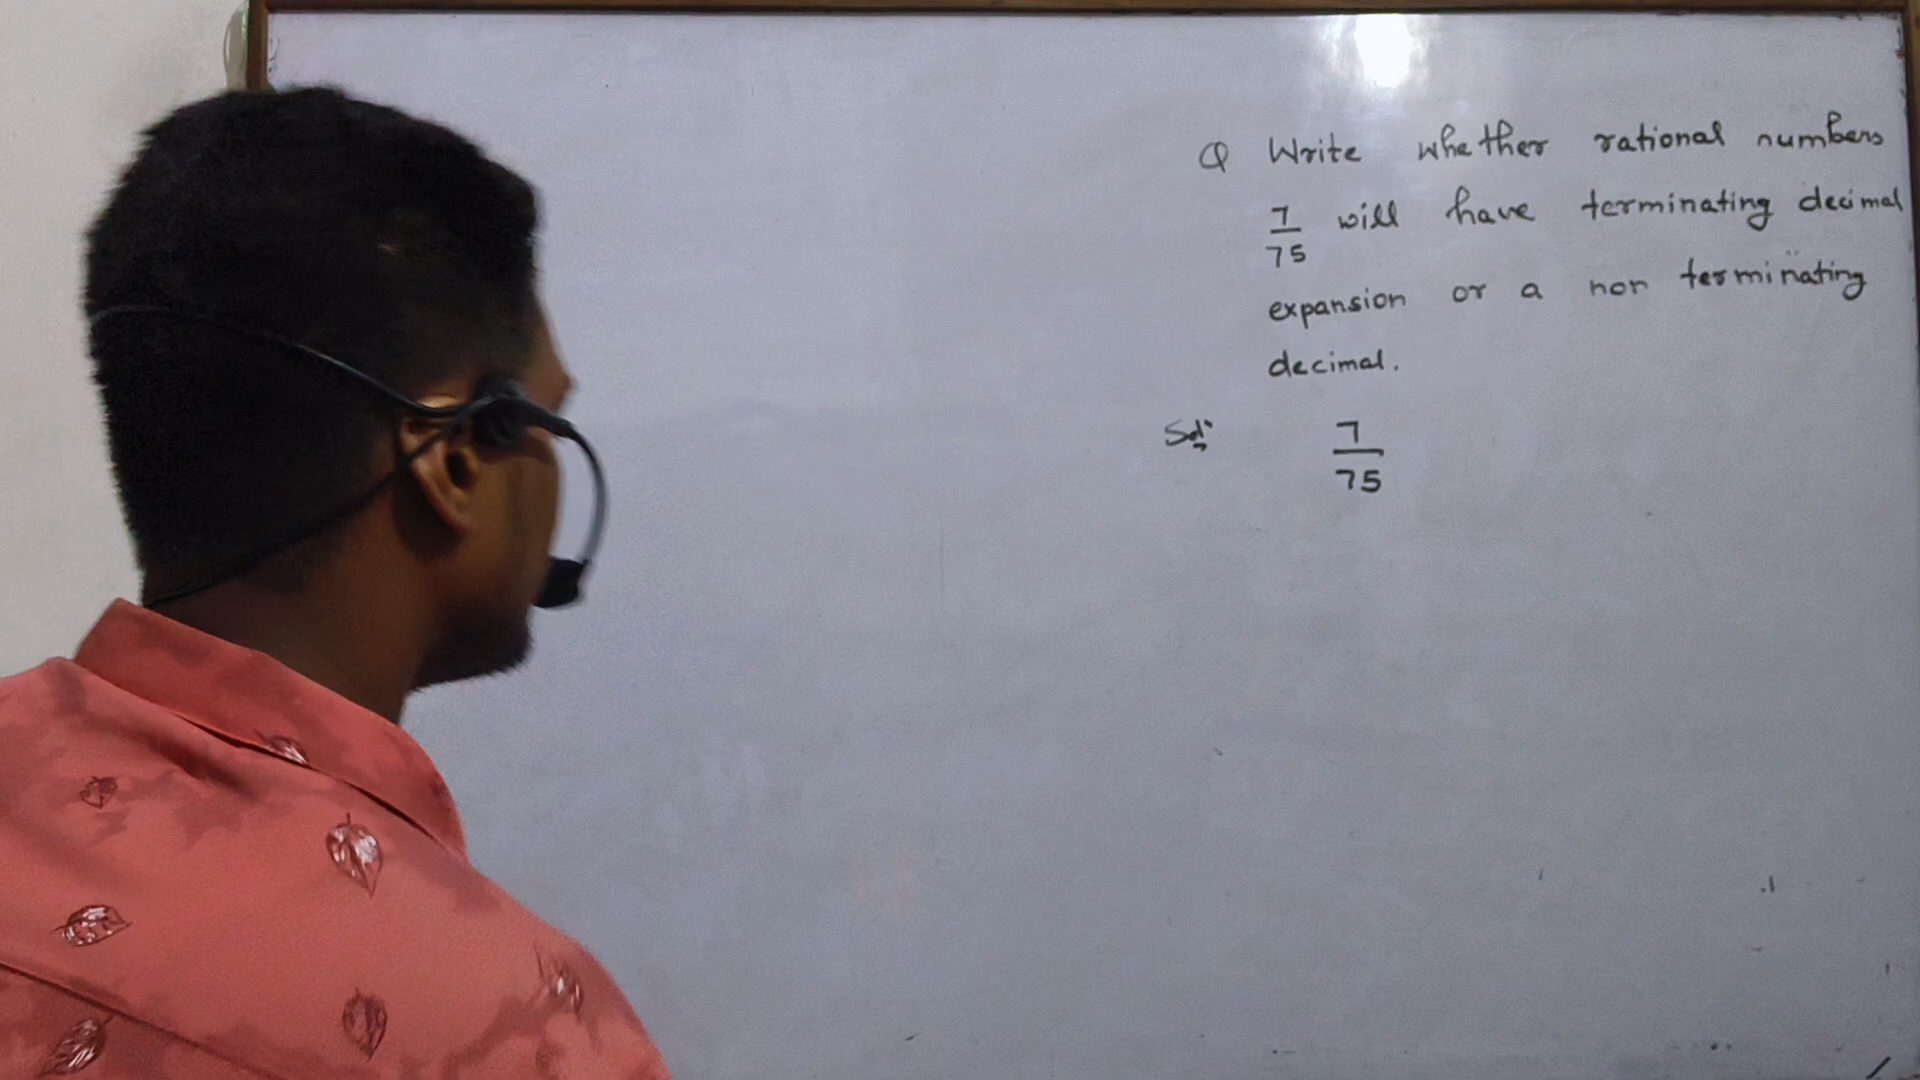 Q Write whether rational numbers
7/75 will have terminating decimal
expansion or a non terminating
decimal.
Sol: 7/75